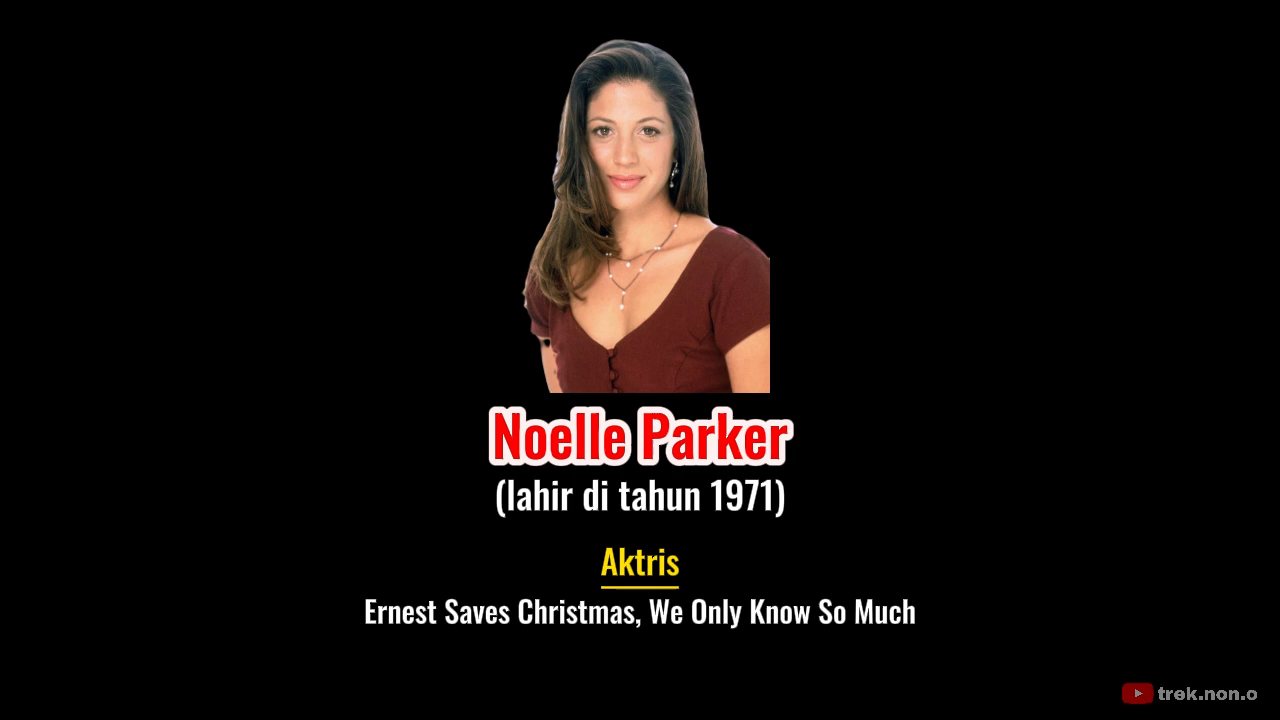 Noelle Parker
(lahir di tahun 1971)
Aktris
Ernest Saves Christmas, We Only Know So Much
trek.non.o